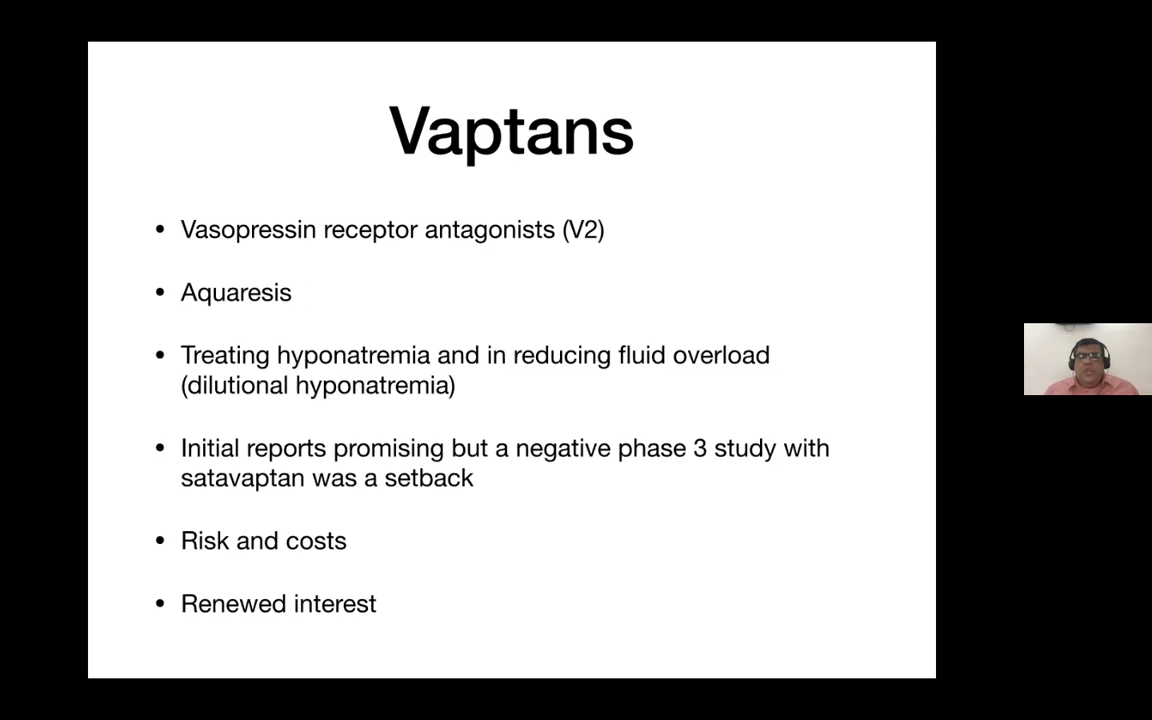 Vaptans
• Vasopressin receptor antagonists (V2)
• Aquaresis
• Treating hyponatremia and in reducing fluid overload
(dilutional hyponatremia)
• Initial reports promising but a negative phase 3 study with
satavaptan was a setback
• Risk and costs
• Renewed interest